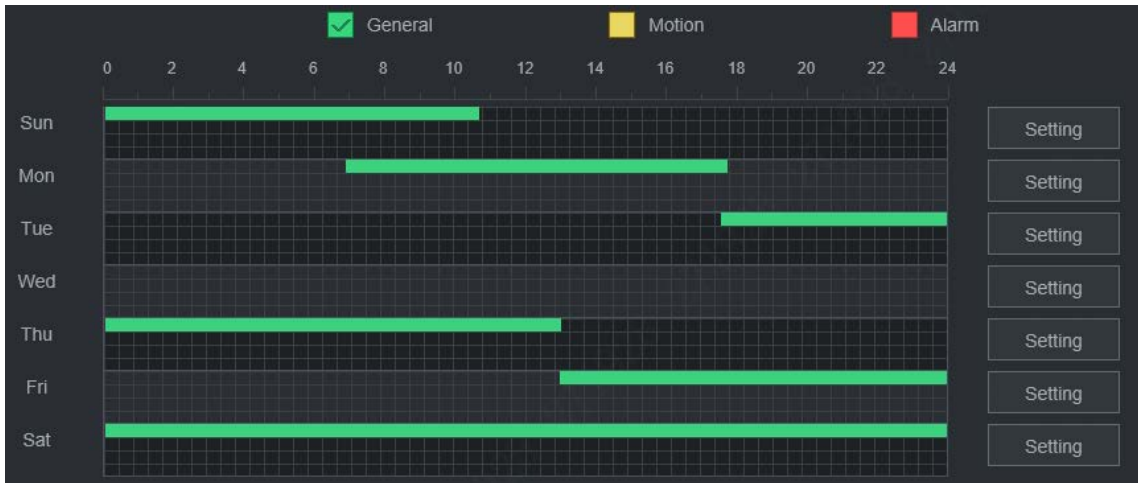 General Motion Alarm
0 2 4 6 8 10 12 14 16 18 20 22 24
Sun Setting
Mon Setting
Tue Setting
Wed Setting
Thu Setting
Fri Setting
Sat Setting